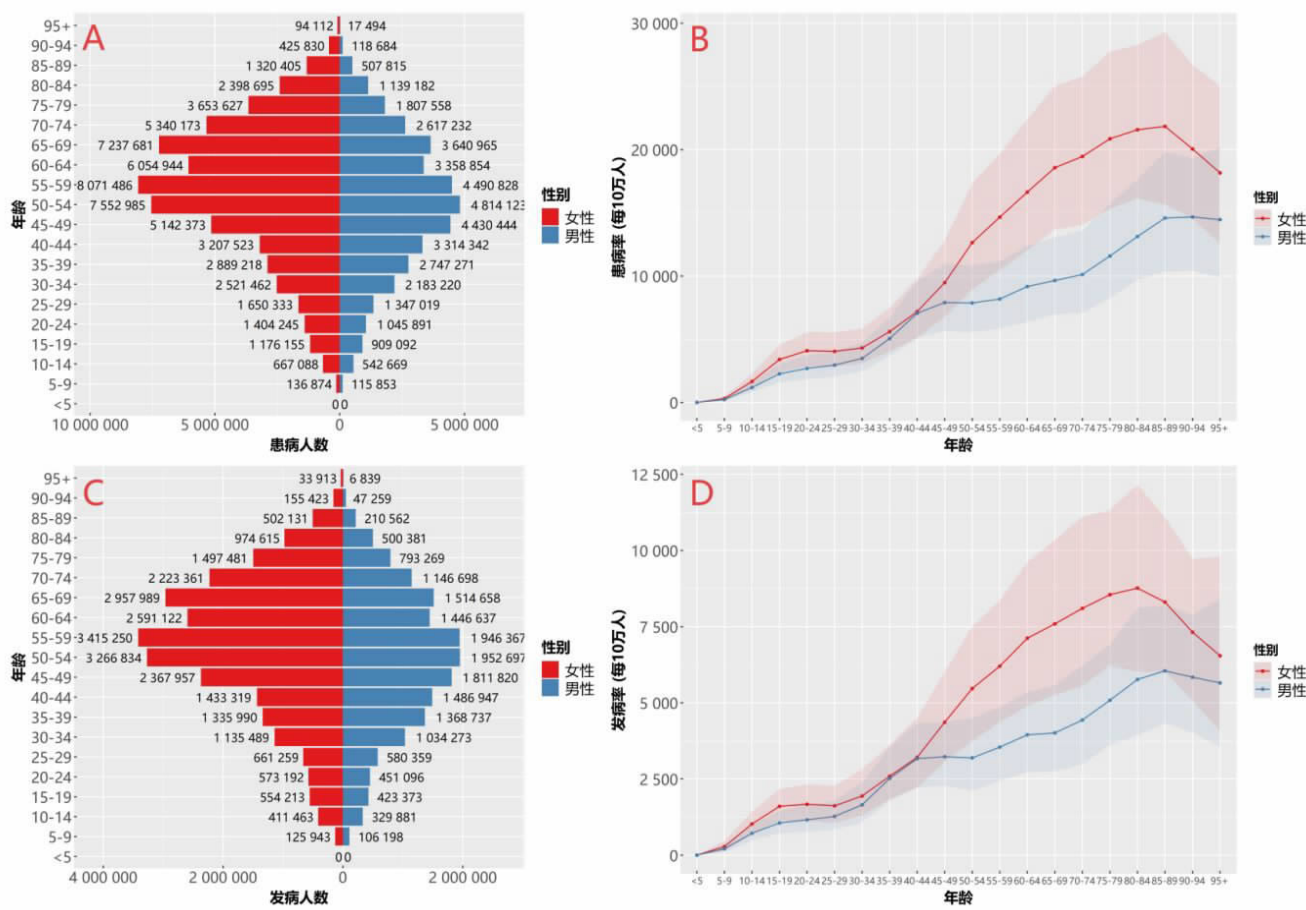 A
95+ 94 112 17 494
90-94 425 830 118 684
85-89 1 320 405 507 815
80-84 2 398 695 1 139 182
75-79 3 653 627 1 807 558
70-74 5 340 173 2 617 232
65-69 7 237 681 3 640 965
60-64 6 054 944 3 358 854
55-59 8 071 486 4 490 828
50-54 7 552 985 4 814 123
45-49 5 142 373 4 430 444
40-44 3 207 523 3 314 342
35-39 2 889 218 2 747 271
30-34 2 521 462 2 183 220
25-29 1 650 333 1 347 019
20-24 1 404 245 1 045 891
15-19 1 176 155 909 092
10-14 667 088 542 669
5-9 136 874 115 853
<5 0 0
10 000 000 5 000 000 0 5 000 000
患病人数
年龄
性别
女性
男性
B
30 000
20 000
10 000
0
患病率 (每10万人)
<5 5-9 10-14 15-19 20-24 25-29 30-34 35-39 40-44 45-49 50-54 55-59 60-64 65-69 70-74 75-79 80-84 85-89 90-94 95+
年龄
性别
女性
男性
C
95+ 33 913 6 839
90-94 155 423 47 259
85-89 502 131 210 562
80-84 974 615 500 381
75-79 1 497 481 793 269
70-74 2 223 361 1 146 698
65-69 2 957 989 1 514 658
60-64 2 591 122 1 446 637
55-59 3 415 250 1 946 367
50-54 3 266 834 1 952 697
45-49 2 367 957 1 811 820
40-44 1 433 319 1 486 947
35-39 1 335 990 1 368 737
30-34 1 135 489 1 034 273
25-29 661 259 580 359
20-24 573 192 451 096
15-19 554 213 423 373
10-14 411 463 329 881
5-9 125 943 106 198
<5 0 0
4 000 000 2 000 000 0 2 000 000
发病人数
年龄
性别
女性
男性
D
12 500
10 000
7 500
5 000
2 500
0
发病率 (每10万人)
<5 5-9 10-14 15-19 20-24 25-29 30-34 35-39 40-44 45-49 50-54 55-59 60-64 65-69 70-74 75-79 80-84 85-89 90-94 95+
年龄
性别
女性
男性